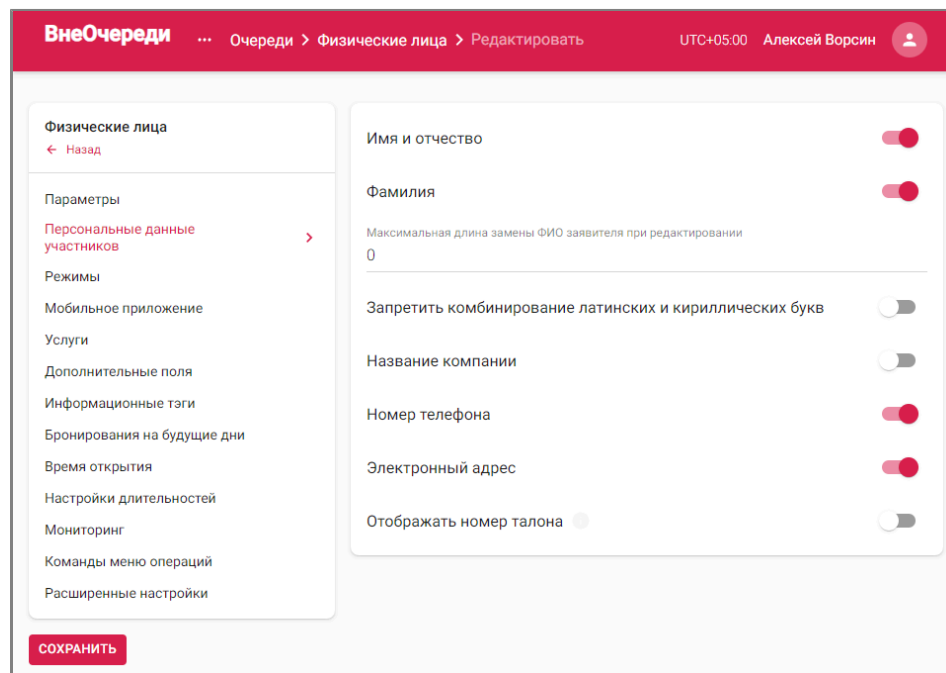 ВнеОчереди ... Очереди > Физические лица > Редактировать UTC+05:00 Алексей Ворсин
Физические лица
← Назад
Параметры
Персональные данные
участников
Режимы
Мобильное приложение
Услуги
Дополнительные поля
Информационные тэги
Бронирования на будущие дни
Время открытия
Настройки длительностей
Мониторинг
Команды меню операций
Расширенные настройки
СОХРАНИТЬ
Имя и отчество
Фамилия
Максимальная длина замены ФИО заявителя при редактировании
0
Запретить комбинирование латинских и кириллических букв
Название компании
Номер телефона
Электронный адрес
Отображать номер талона